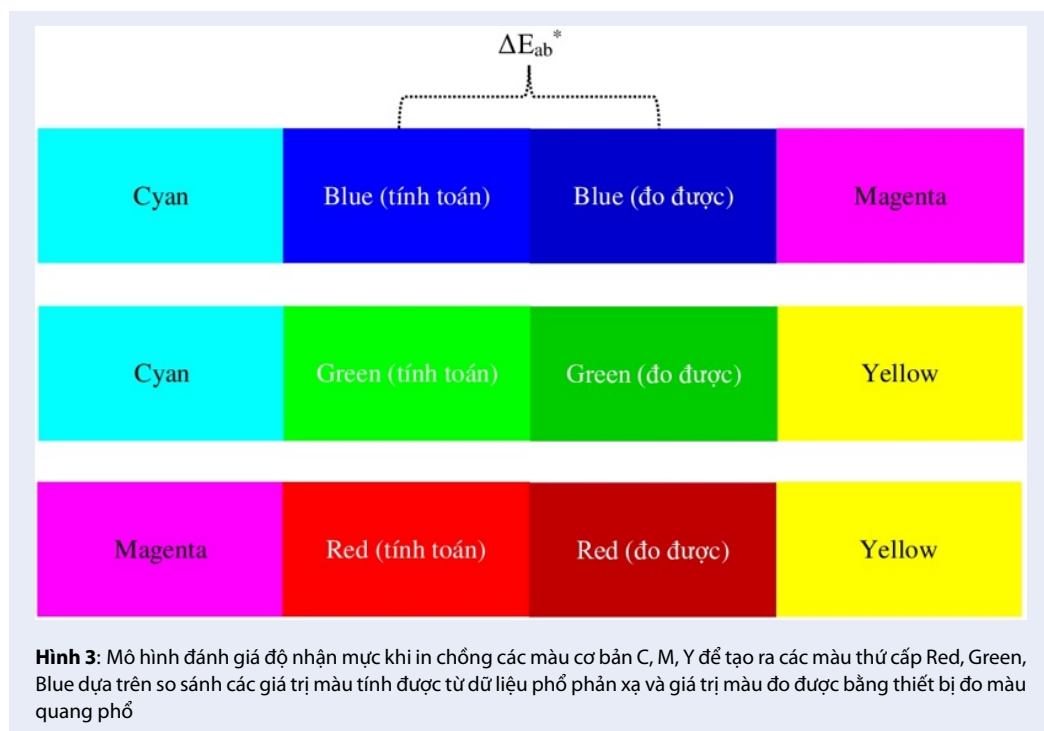 ΔEab*
Cyan Blue (tính toán) Blue (đo được) Magenta
Cyan Green (tính toán) Green (đo được) Yellow
Magenta Red (tính toán) Red (đo được) Yellow
Hình 3: Mô hình đánh giá độ nhận mực khi in chồng các màu cơ bản C, M, Y để tạo ra các màu thứ cấp Red, Green,
Blue dựa trên so sánh các giá trị màu tính được từ dữ liệu phổ phản xạ và giá trị màu đo được bằng thiết bị đo màu
quang phổ